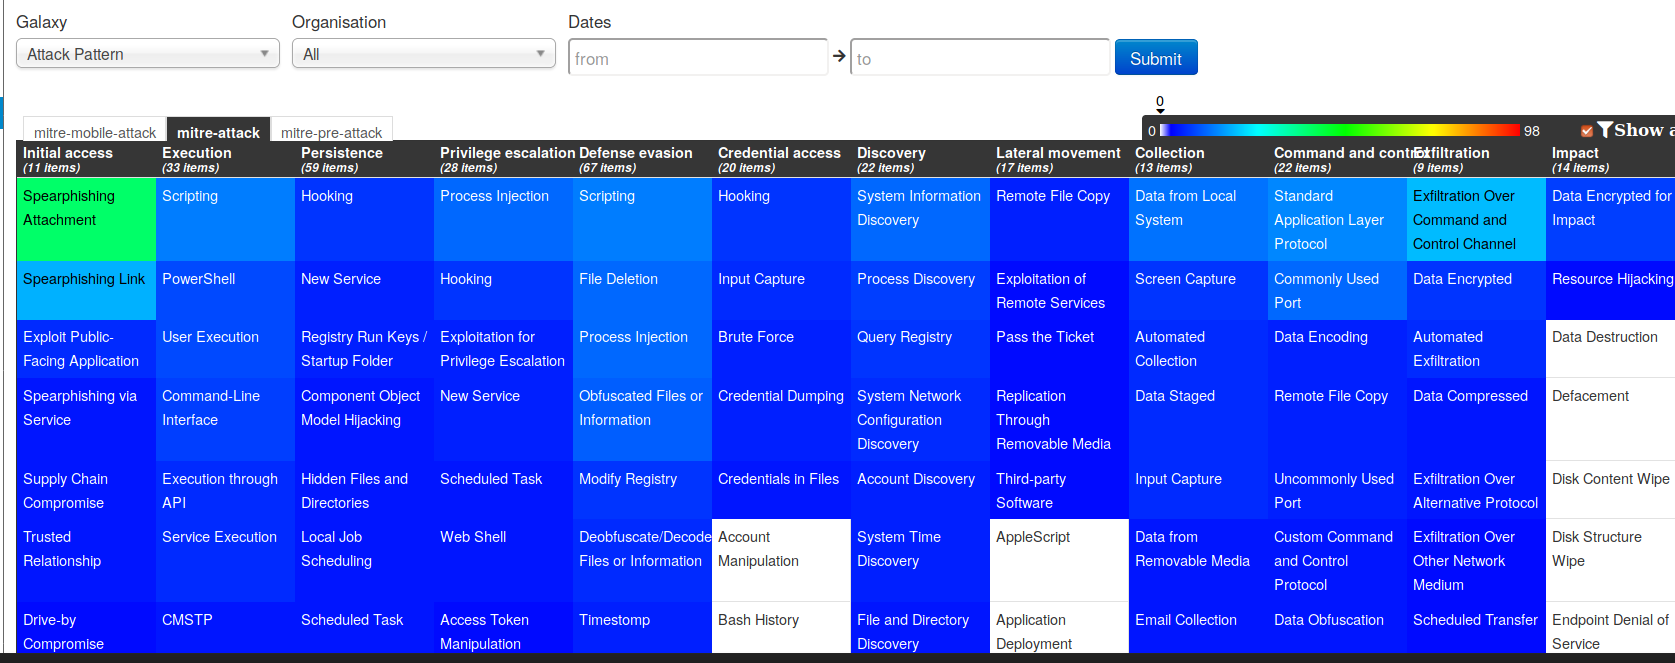 Galaxy Organisation Dates
Attack Pattern All from to Submit
0
mitre-mobile-attack mitre-attack mitre-pre-attack 0 98 Show
Initial access Execution Persistence Privilege escalation Defense evasion Credential access Discovery Lateral movement Collection Command and control Exfiltration Impact
(11 items) (33 items) (59 items) (28 items) (67 items) (20 items) (22 items) (17 items) (13 items) (22 items) (9 items) (14 items)
Spearphishing Scripting Hooking Process Injection Scripting Hooking System Information Remote File Copy Data from Local Standard Exfiltration Over Data Encrypted for
Attachment Discovery System Application Layer Command and Impact
Protocol Control Channel
Spearphishing Link PowerShell New Service Hooking File Deletion Input Capture Process Discovery Exploitation of Screen Capture Commonly Used Data Encrypted Resource Hijacking
Remote Services Port
Exploit Public- User Execution Registry Run Keys / Exploitation for Process Injection Brute Force Query Registry Pass the Ticket Automated Data Encoding Automated Data Destruction
Facing Application Startup Folder Privilege Escalation Collection Exfiltration
Spearphishing via Command-Line Component Object New Service Obfuscated Files or Credential Dumping System Network Replication Data Staged Remote File Copy Data Compressed Defacement
Service Interface Model Hijacking Information Configuration Through
Discovery Removable Media
Supply Chain Execution through Hidden Files and Scheduled Task Modify Registry Credentials in Files Account Discovery Third-party Input Capture Uncommonly Used Exfiltration Over Disk Content Wipe
Compromise API Directories Software Port Alternative Protocol
Trusted Service Execution Local Job Web Shell Deobfuscate/Decode Account System Time AppleScript Data from Custom Command Exfiltration Over Disk Structure
Relationship Scheduling Files or Information Manipulation Discovery Removable Media and Control Other Network Wipe
Protocol Medium
Drive-by CMSTP Scheduled Task Access Token Timestomp Bash History File and Directory Application Email Collection Data Obfuscation Scheduled Transfer Endpoint Denial of
Compromise Manipulation Discovery Deployment Service